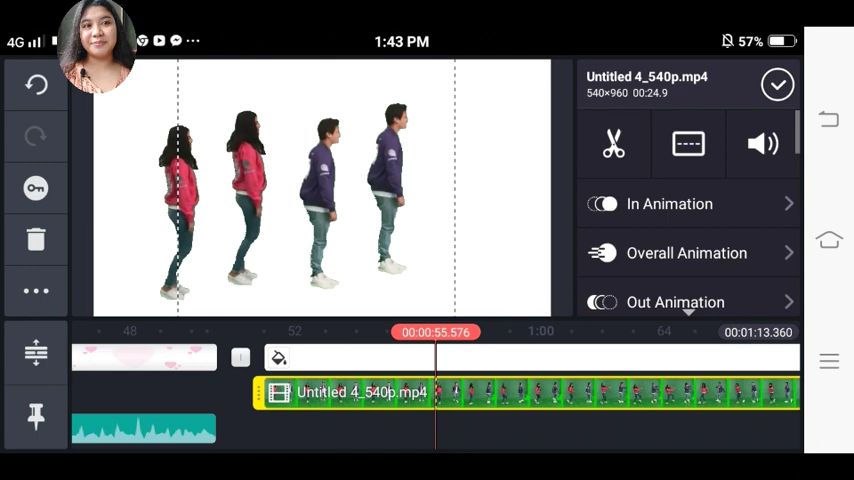 4G 1:43 PM 57%
Untitled 4_540p.mp4
540×960 00:24.9
In Animation
Overall Animation
Out Animation
48 52 00:00:55.576 1:00 64 00:01:13.360
Untitled 4_540p.mp4